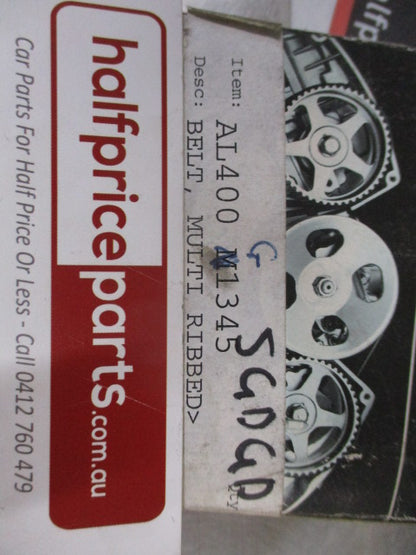 halfpriceparts.com.au
Car Parts For Half Price Or Less - Call 0412 760 479
Item: AL400 M1345
Desc: BELT, MULTI RIBBED>
G